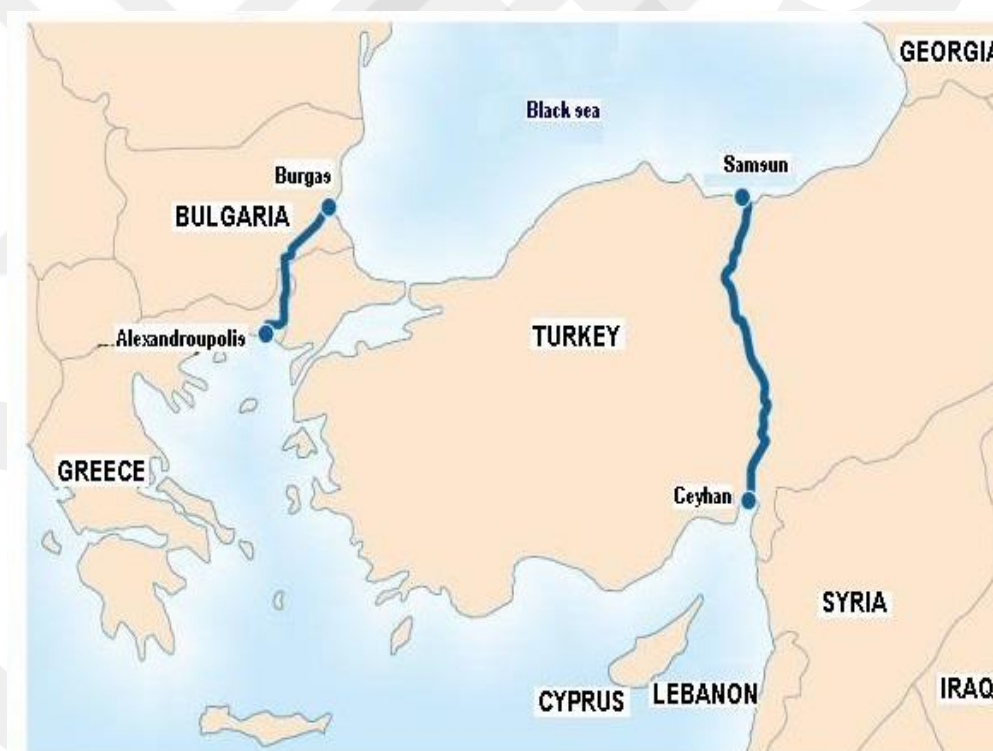 GEORGIA
Black sea
Samsun
Burgas
BULGARIA
Alexandroupolis
TURKEY
GREECE
Ceyhan
SYRIA
CYPRUS
LEBANON
IRAQ